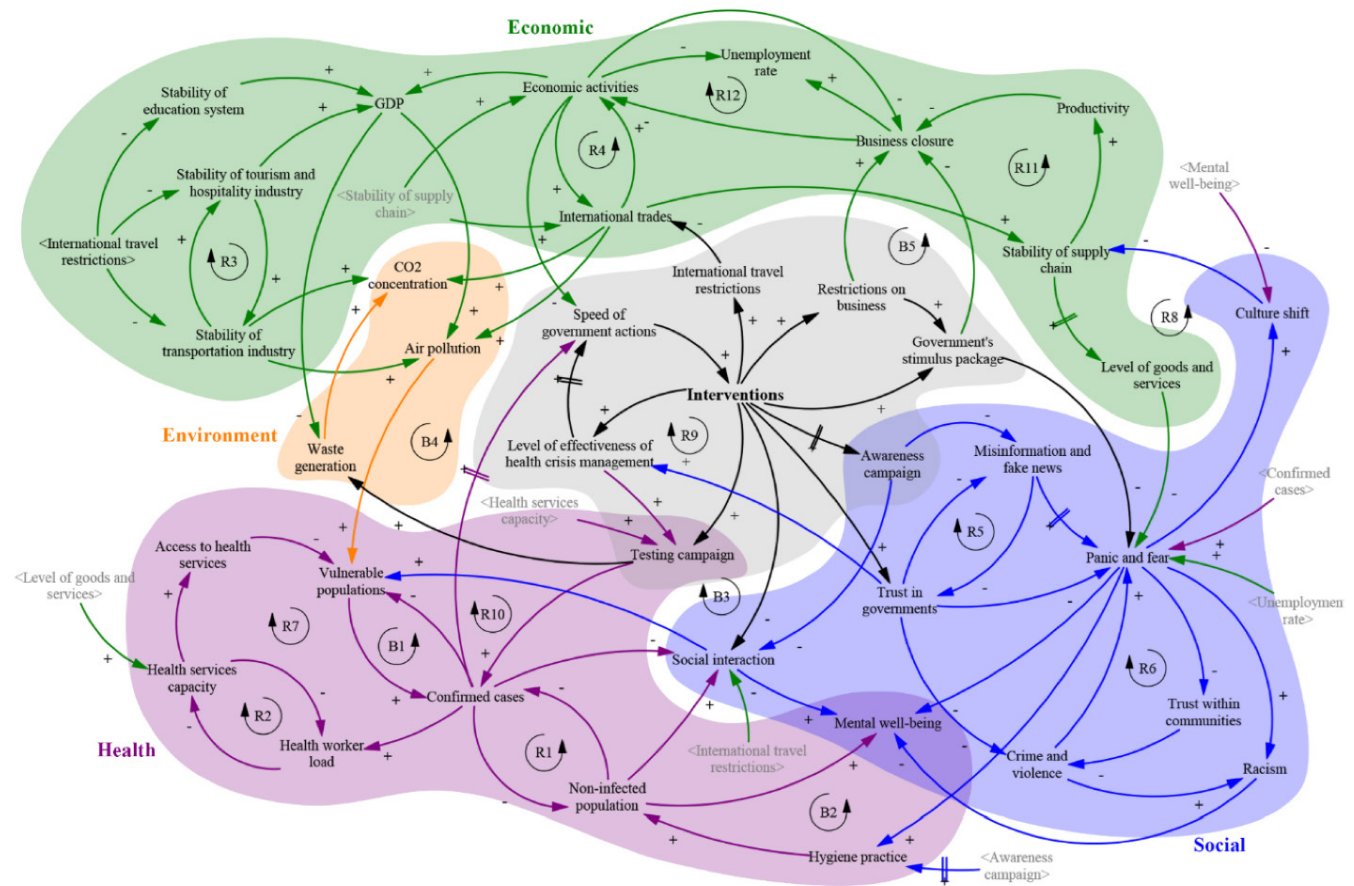 Economic
Unemployment
rate
Stability of
education system
GDP
Economic activities
R12
Productivity
Business closure
R4
R11
<Mental
well-being>
Stability of tourism and
hospitality industry
<Stability of supply
chain>
International trades
<International travel
restrictions>
R3
B5
Stability of supply
chain
CO2
concentration
International travel
restrictions
Restrictions on
business
Speed of
government actions
R8
Culture shift
Stability of
transportation industry
Air pollution
Government's
stimulus package
Level of goods and
services
Interventions
Environment
B4
Waste
generation
Level of effectiveness of
health crisis management
R9
Awareness
campaign
Misinformation and
fake news
<Confirmed
cases>
<Health services
capacity>
R5
Access to health
services
Vulnerable
populations
Testing campaign
Panic and fear
<Level of goods and
services>
R7
B1
R10
B3
Trust in
governments
<Unemployment
rate>
Health services
capacity
Confirmed cases
Social interaction
R6
R2
Trust within
communities
Health
Health worker
load
R1
<International travel
restrictions>
Mental well-being
Crime and
violence
Racism
Non-infected
population
B2
Hygiene practice
<Awareness
campaign>
Social